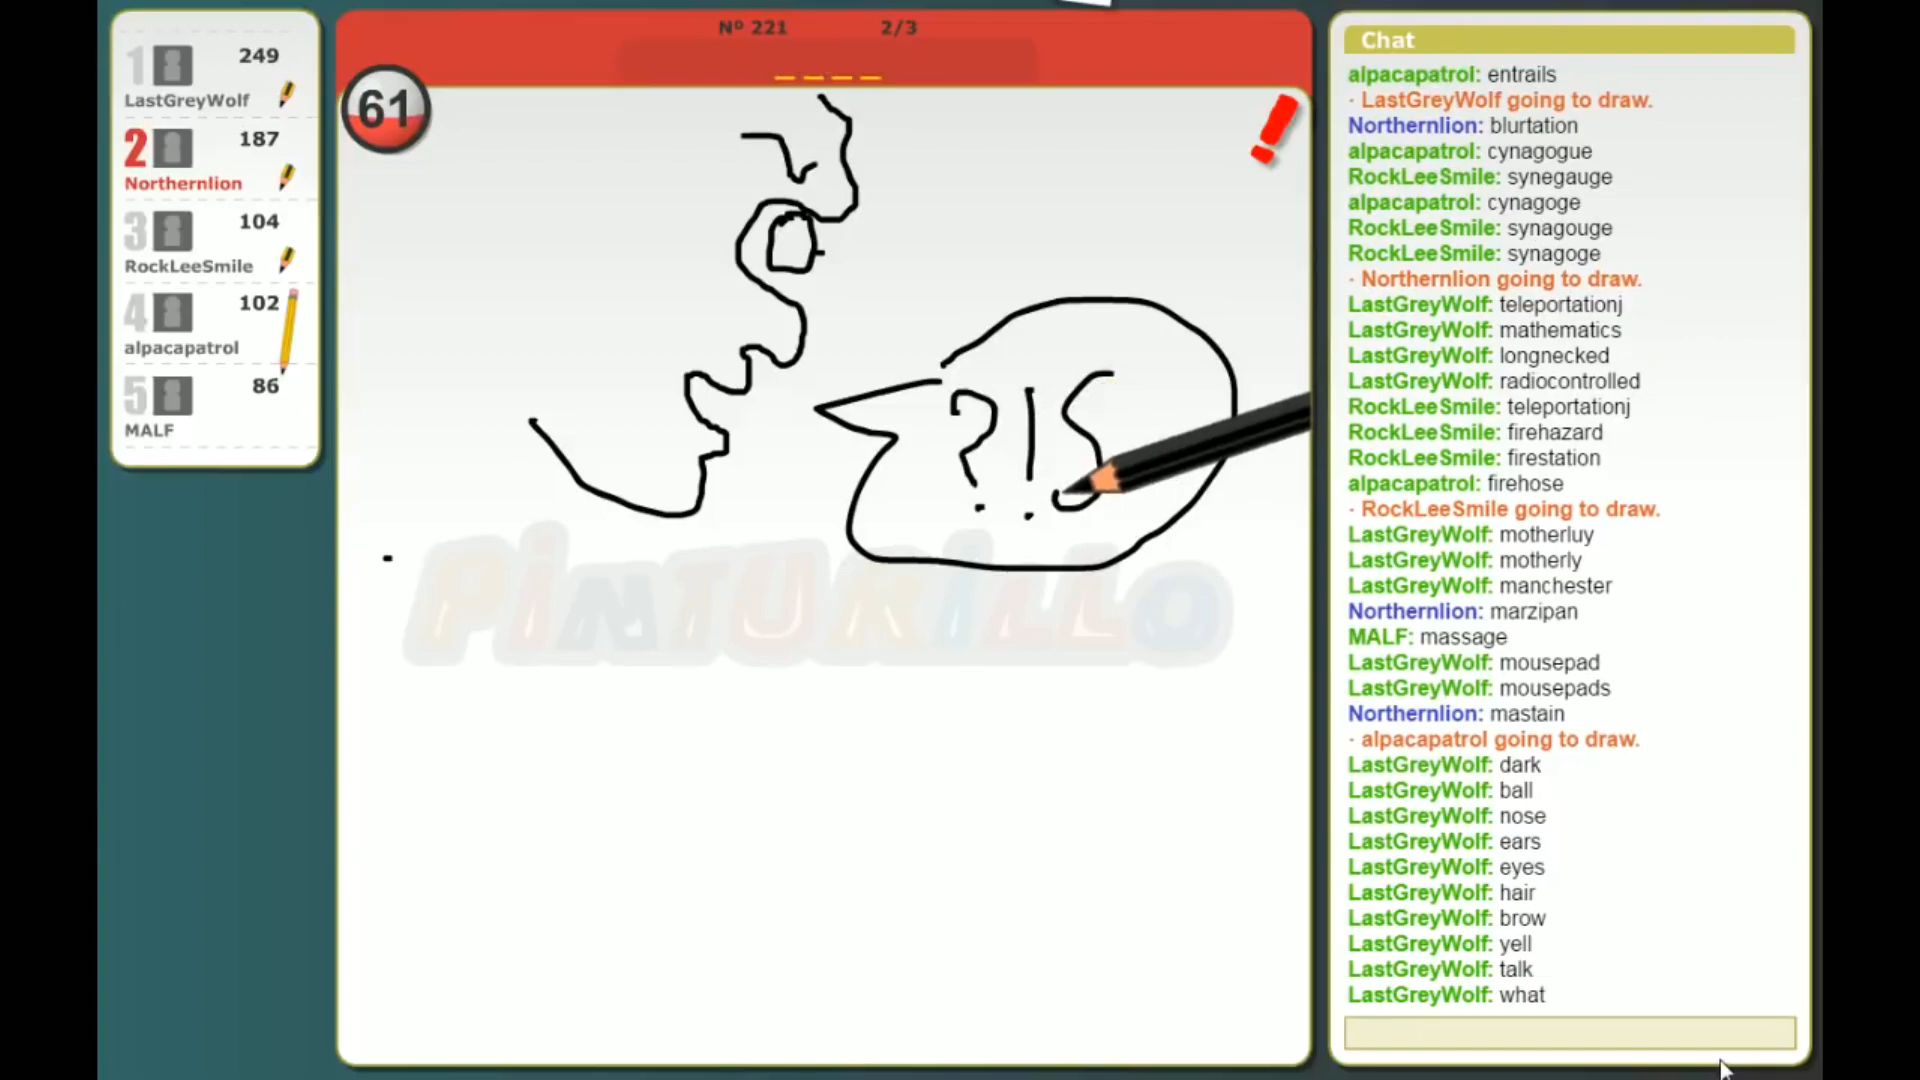 Nº 221 2/3
_ _ _ _
61
1 249
LastGreyWolf
2 187
Northernlion
3 104
RockLeeSmile
4 102
alpacapatrol
5 86
MALF
!
?!S
PiNTURiLLO
Chat
alpacapatrol: entrails
· LastGreyWolf going to draw.
Northernlion: blurtation
alpacapatrol: cynagogue
RockLeeSmile: synegauge
alpacapatrol: cynagoge
RockLeeSmile: synagouge
RockLeeSmile: synagoge
· Northernlion going to draw.
LastGreyWolf: teleportationj
LastGreyWolf: mathematics
LastGreyWolf: longnecked
LastGreyWolf: radiocontrolled
RockLeeSmile: teleportationj
RockLeeSmile: firehazard
RockLeeSmile: firestation
alpacapatrol: firehose
· RockLeeSmile going to draw.
LastGreyWolf: motherluy
LastGreyWolf: motherly
LastGreyWolf: manchester
Northernlion: marzipan
MALF: massage
LastGreyWolf: mousepad
LastGreyWolf: mousepads
Northernlion: mastain
· alpacapatrol going to draw.
LastGreyWolf: dark
LastGreyWolf: ball
LastGreyWolf: nose
LastGreyWolf: ears
LastGreyWolf: eyes
LastGreyWolf: hair
LastGreyWolf: brow
LastGreyWolf: yell
LastGreyWolf: talk
LastGreyWolf: what